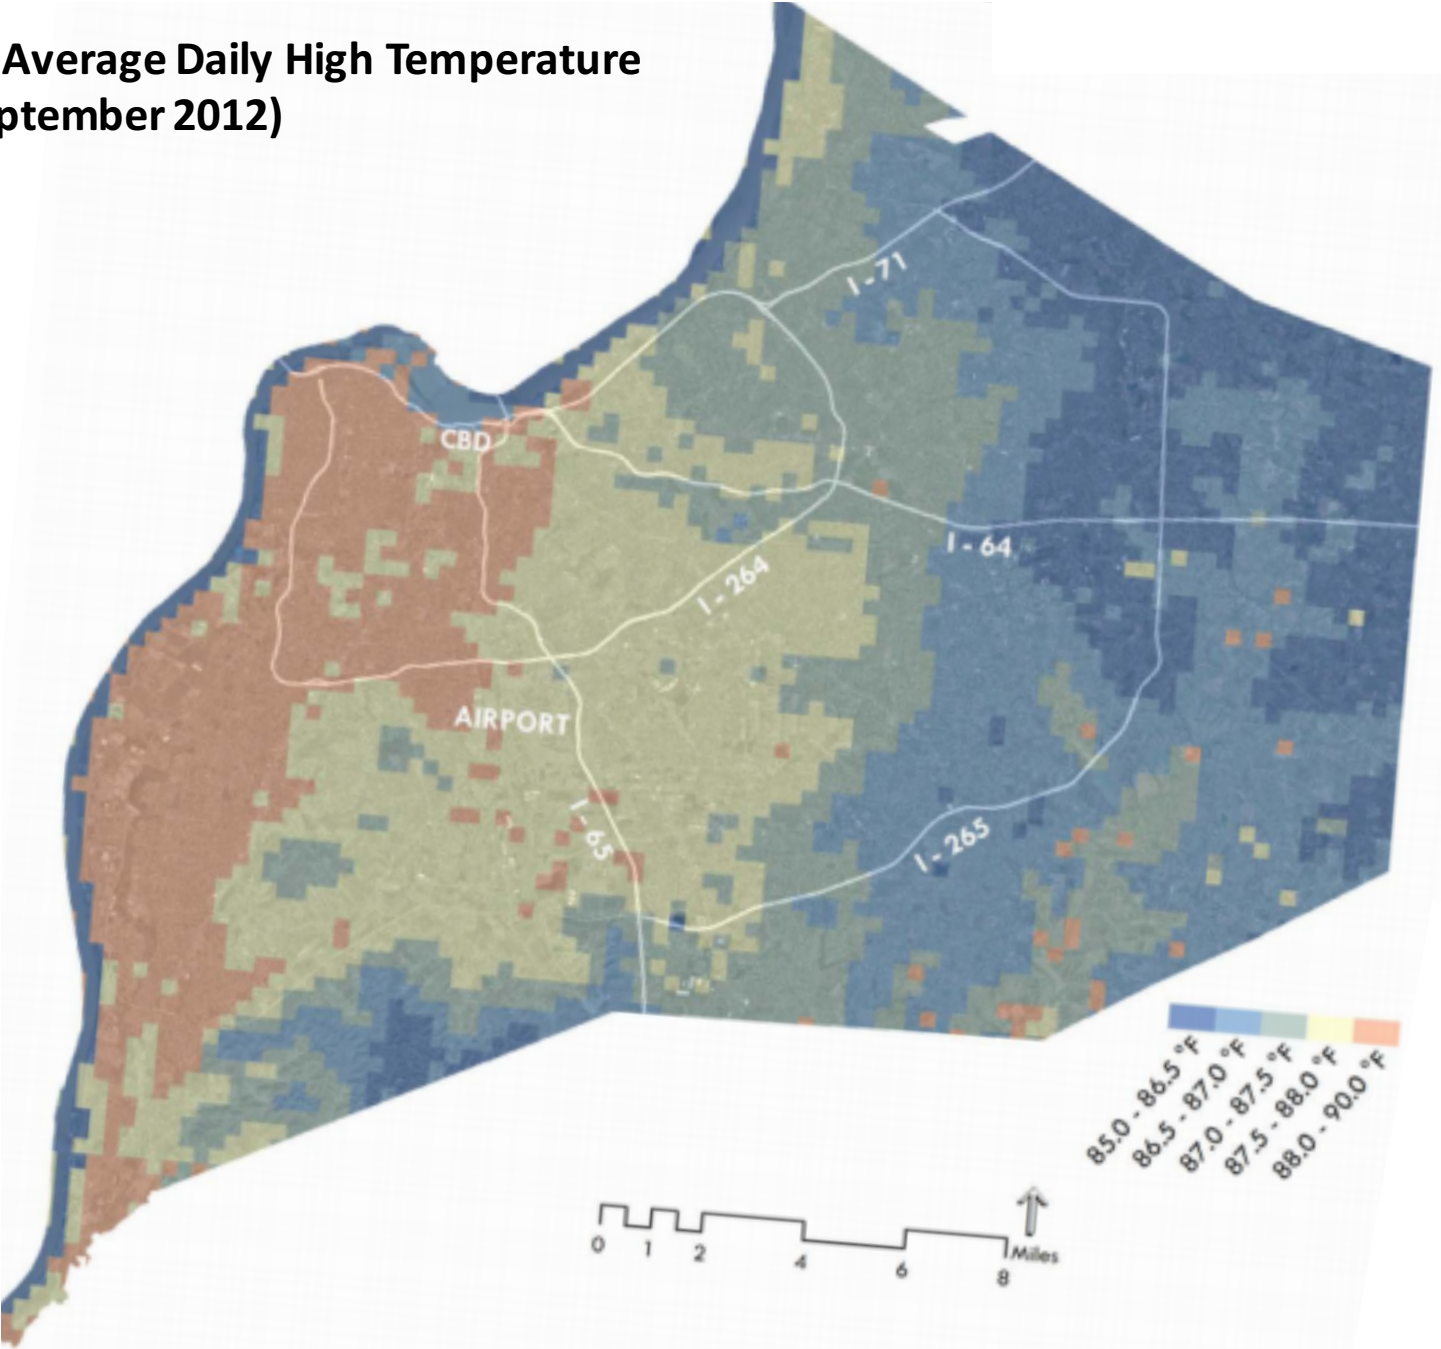 Average Daily High Temperature
ptember 2012)
I - 71
CBD
I - 64
I - 264
AIRPORT
I - 65
I - 265
85.0 - 86.5 °F
86.5 - 87.0 °F
87.0 - 87.5 °F
87.5 - 88.0 °F
88.0 - 90.0 °F
0 1 2 4 6 8 Miles